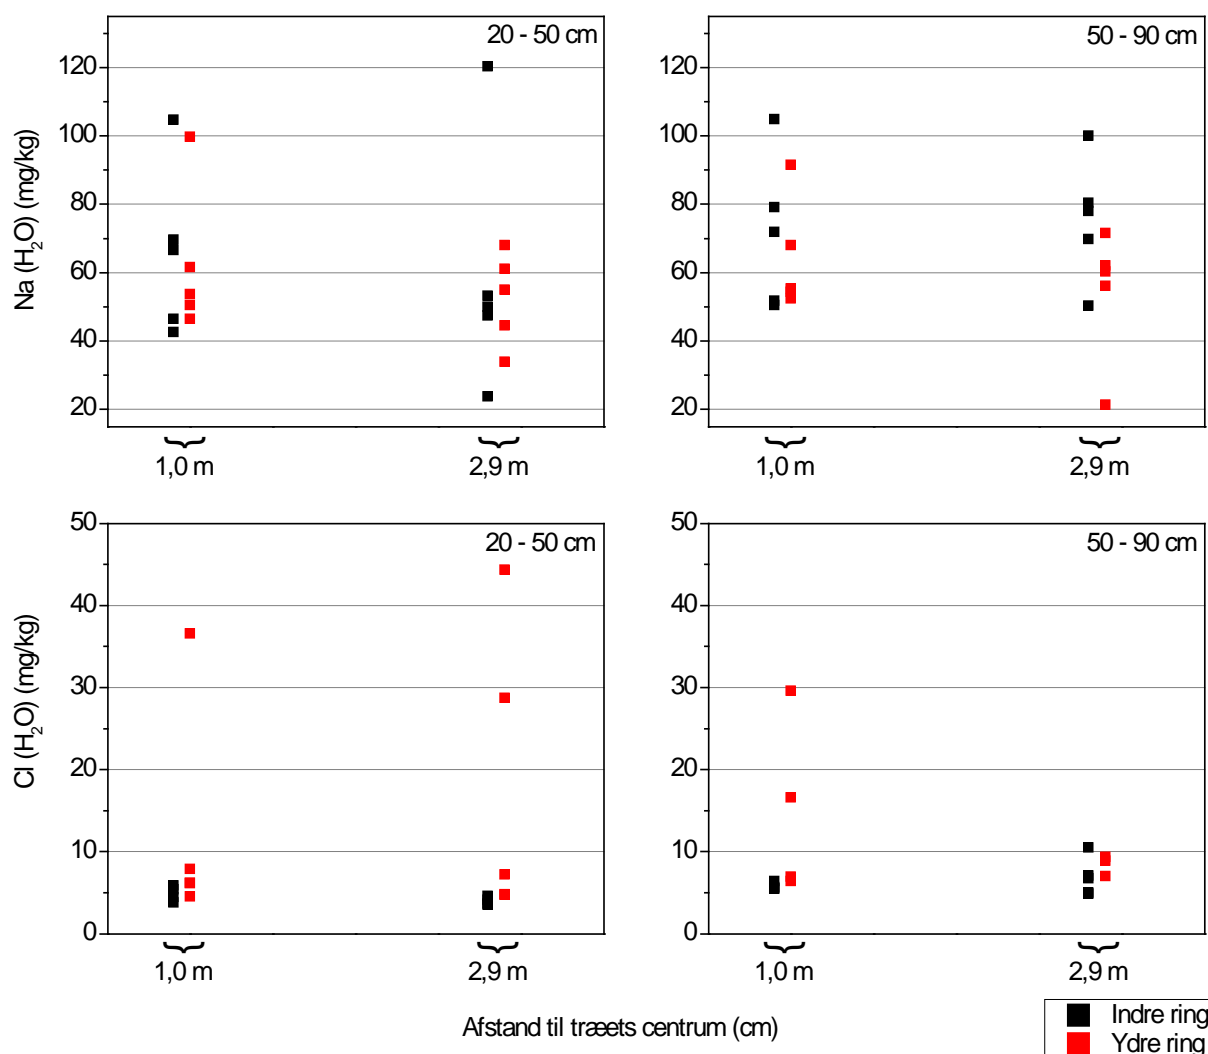 20 - 50 cm
50 - 90 cm
Na (H₂O) (mg/kg)
120
100
80
60
40
20
120
100
80
60
40
20
1,0 m
2,9 m
1,0 m
2,9 m
20 - 50 cm
50 - 90 cm
Cl (H₂O) (mg/kg)
50
40
30
20
10
0
50
40
30
20
10
0
1,0 m
2,9 m
1,0 m
2,9 m
Afstand til træets centrum (cm)
Indre ring
Ydre ring